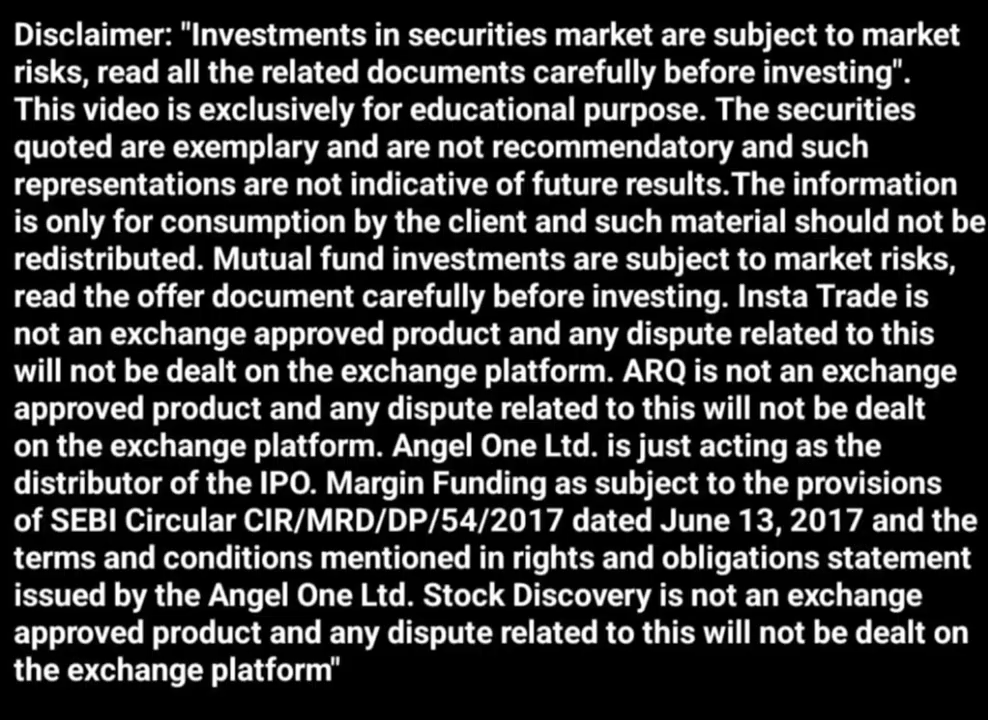 Disclaimer: "Investments in securities market are subject to market
risks, read all the related documents carefully before investing".
This video is exclusively for educational purpose. The securities
quoted are exemplary and are not recommendatory and such
representations are not indicative of future results.The information
is only for consumption by the client and such material should not be
redistributed. Mutual fund investments are subject to market risks,
read the offer document carefully before investing. Insta Trade is
not an exchange approved product and any dispute related to this
will not be dealt on the exchange platform. ARQ is not an exchange
approved product and any dispute related to this will not be dealt
on the exchange platform. Angel One Ltd. is just acting as the
distributor of the IPO. Margin Funding as subject to the provisions
of SEBI Circular CIR/MRD/DP/54/2017 dated June 13, 2017 and the
terms and conditions mentioned in rights and obligations statement
issued by the Angel One Ltd. Stock Discovery is not an exchange
approved product and any dispute related to this will not be dealt on
the exchange platform"